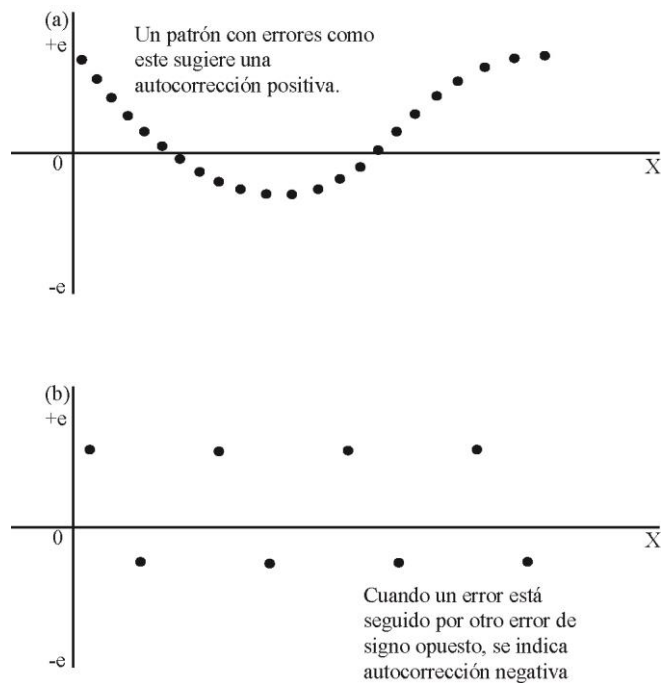 (a)
+e
Un patrón con errores como
este sugiere una
autocorrección positiva.
0
X
-e
(b)
+e
0
X
Cuando un error está
seguido por otro error de
signo opuesto, se indica
autocorrección negativa
-e